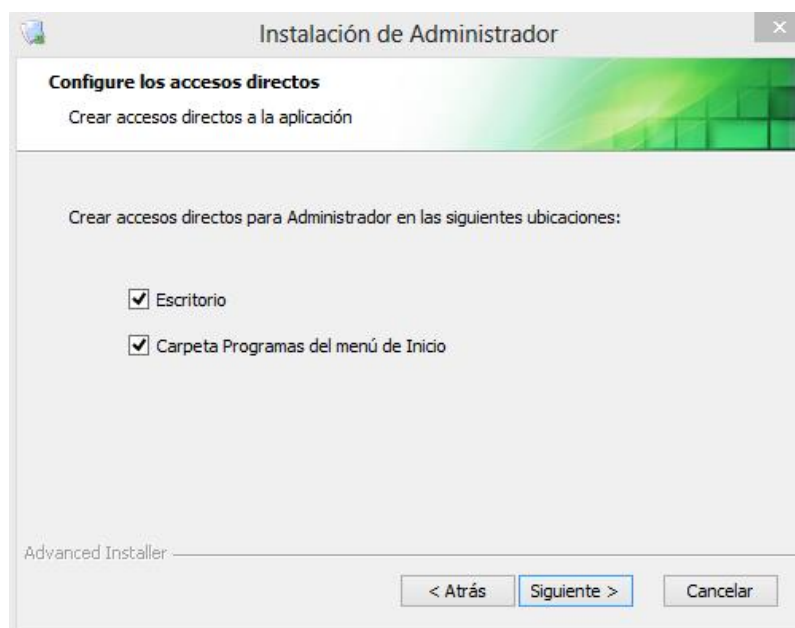 Instalación de Administrador
Configure los accesos directos
Crear accesos directos a la aplicación
Crear accesos directos para Administrador en las siguientes ubicaciones:
Escritorio
Carpeta Programas del menú de Inicio
Advanced Installer
< Atrás Siguiente > Cancelar